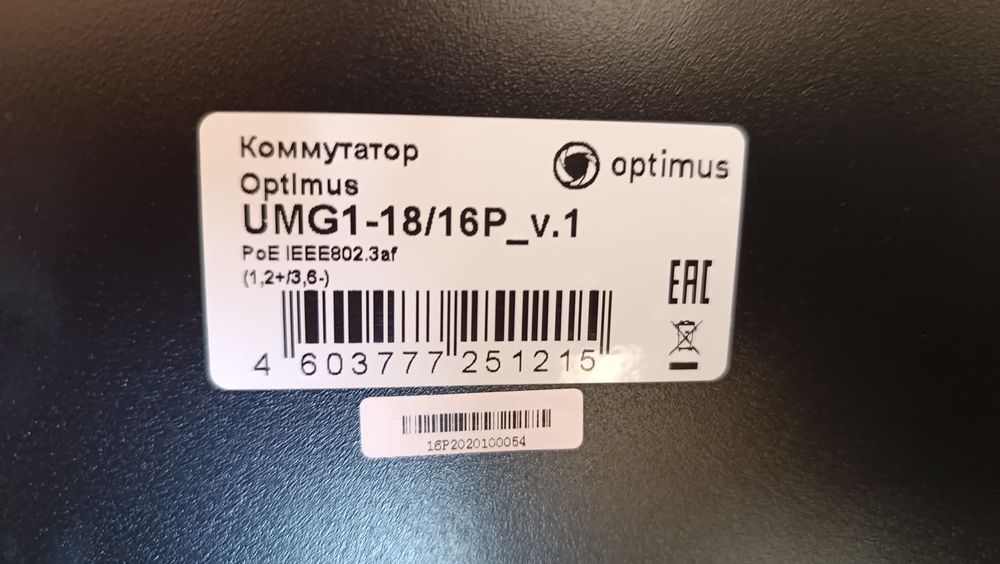 Коммутатор
Optimus
optimus
UMG1-18/16P_v.1
PoE IEEE802.3af
(1,2+/3,6-)
EAC
4 603777 251215
16P2020100054